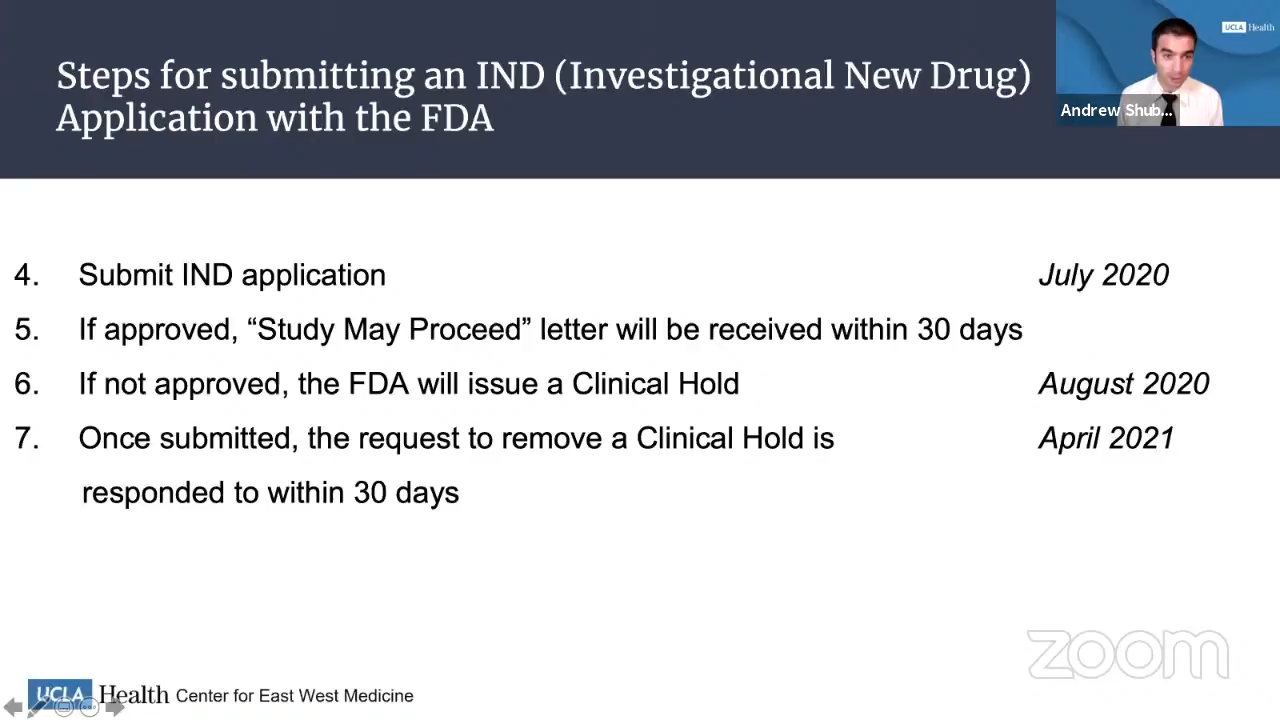 UCLA Health
Steps for submitting an IND (Investigational New Drug)
Application with the FDA
Andrew Shub...
4. Submit IND application July 2020
5. If approved, “Study May Proceed” letter will be received within 30 days
6. If not approved, the FDA will issue a Clinical Hold August 2020
7. Once submitted, the request to remove a Clinical Hold is April 2021
responded to within 30 days
zoom
UCLA Health Center for East West Medicine